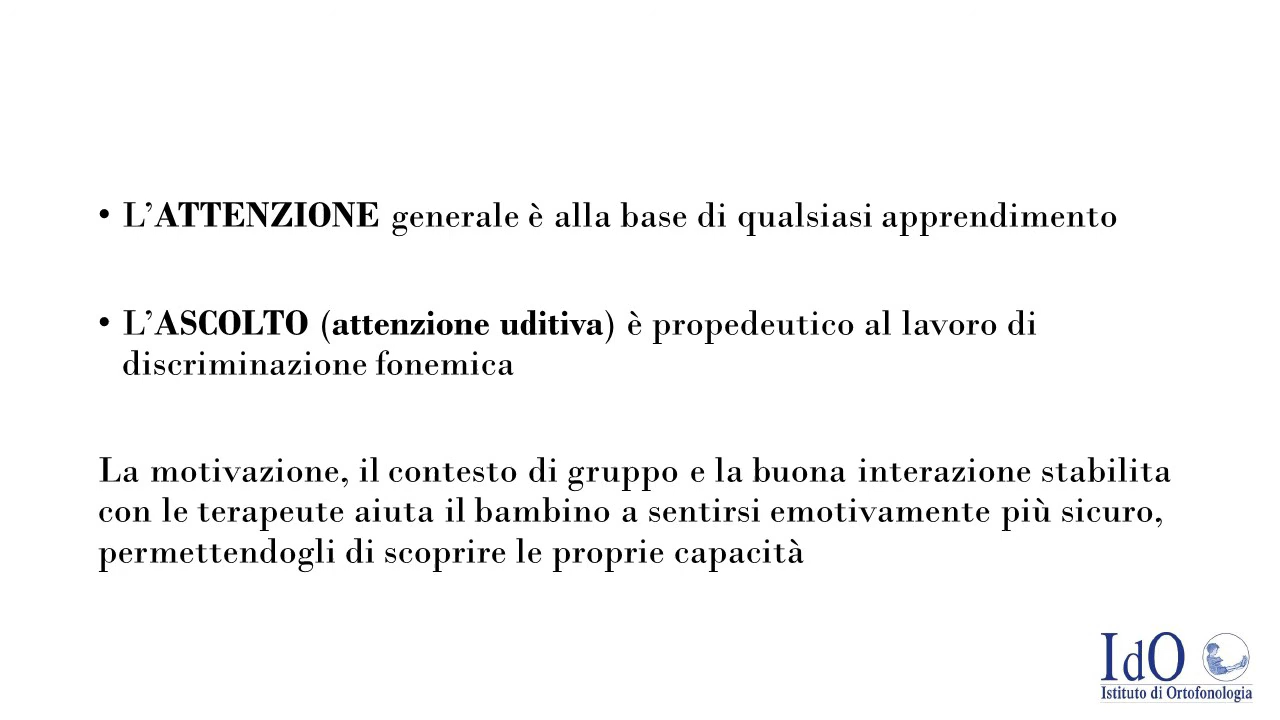 • L’ATTENZIONE generale è alla base di qualsiasi apprendimento
• L’ASCOLTO (attenzione uditiva) è propedeutico al lavoro di
discriminazione fonemica
La motivazione, il contesto di gruppo e la buona interazione stabilita
con le terapeute aiuta il bambino a sentirsi emotivamente più sicuro,
permettendogli di scoprire le proprie capacità
IdO
Istituto di Ortofonologia